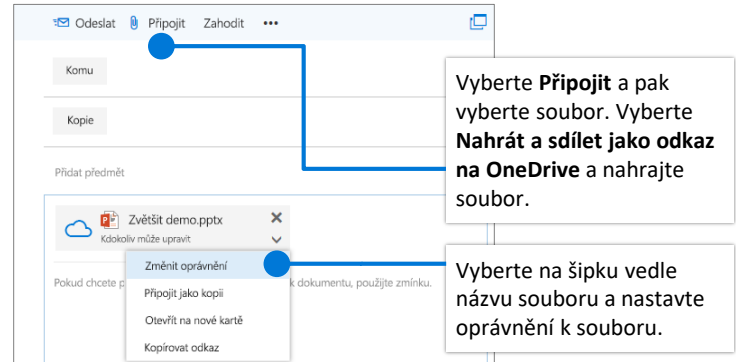 Odeslat Připojit Zahodit •••
Komu
Kopie
Přidat předmět
Zvětšit demo.pptx
Kdokoliv může upravit
Změnit oprávnění
Pokud chcete p k dokumentu, použijte zmínku.
Připojit jako kopii
Otevřít na nové kartě
Kopírovat odkaz
Vyberte Připojit a pak
vyberte soubor. Vyberte
Nahrát a sdílet jako odkaz
na OneDrive a nahrajte
soubor.
Vyberte na šipku vedle
názvu souboru a nastavte
oprávnění k souboru.